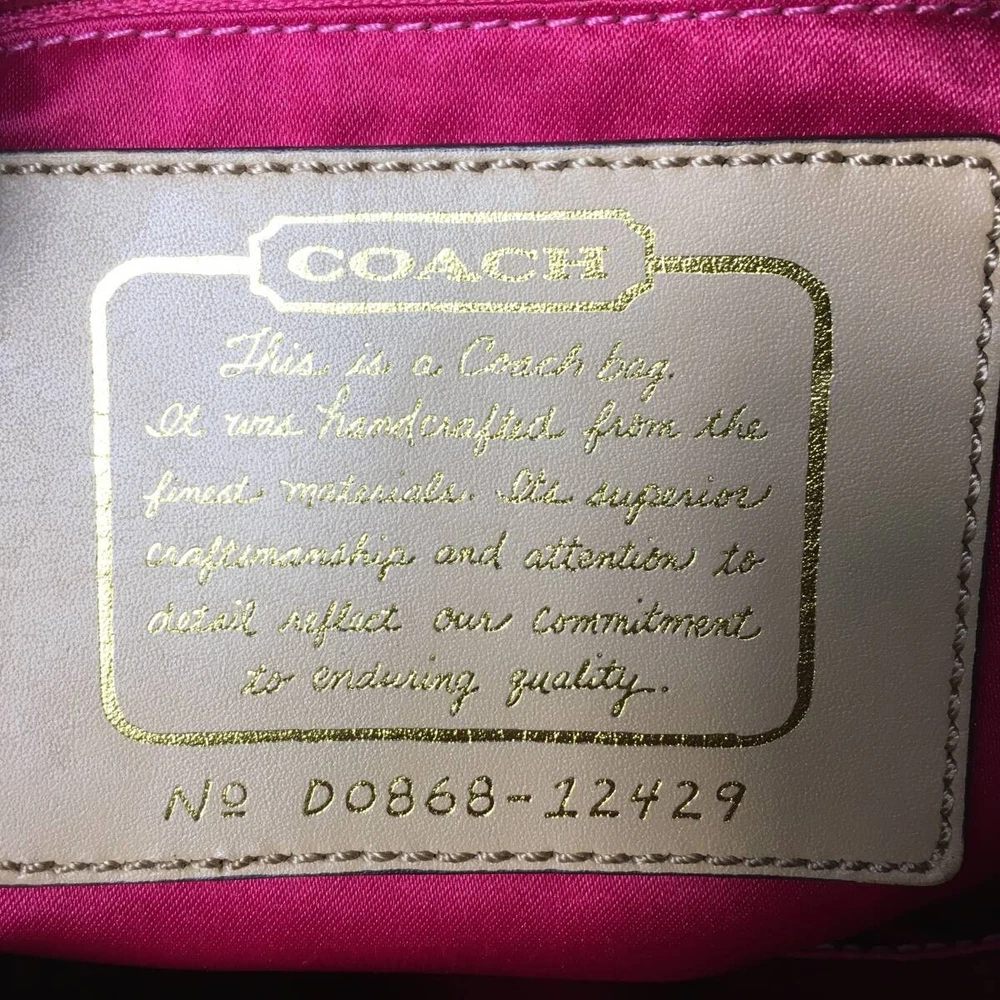 COACH
This is a Coach bag.
It was handcrafted from the
finest materials. It's superior
craftsmanship and attention to
detail reflect our commitment
to enduring quality.
Nº D0868-12429